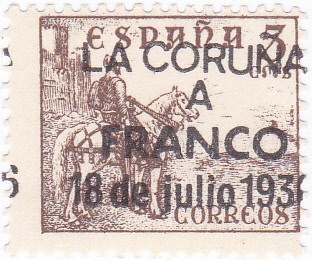 ESPAÑA 5
CTS
LA CORUÑA
A
FRANCO
18 de julio 193
CORREOS